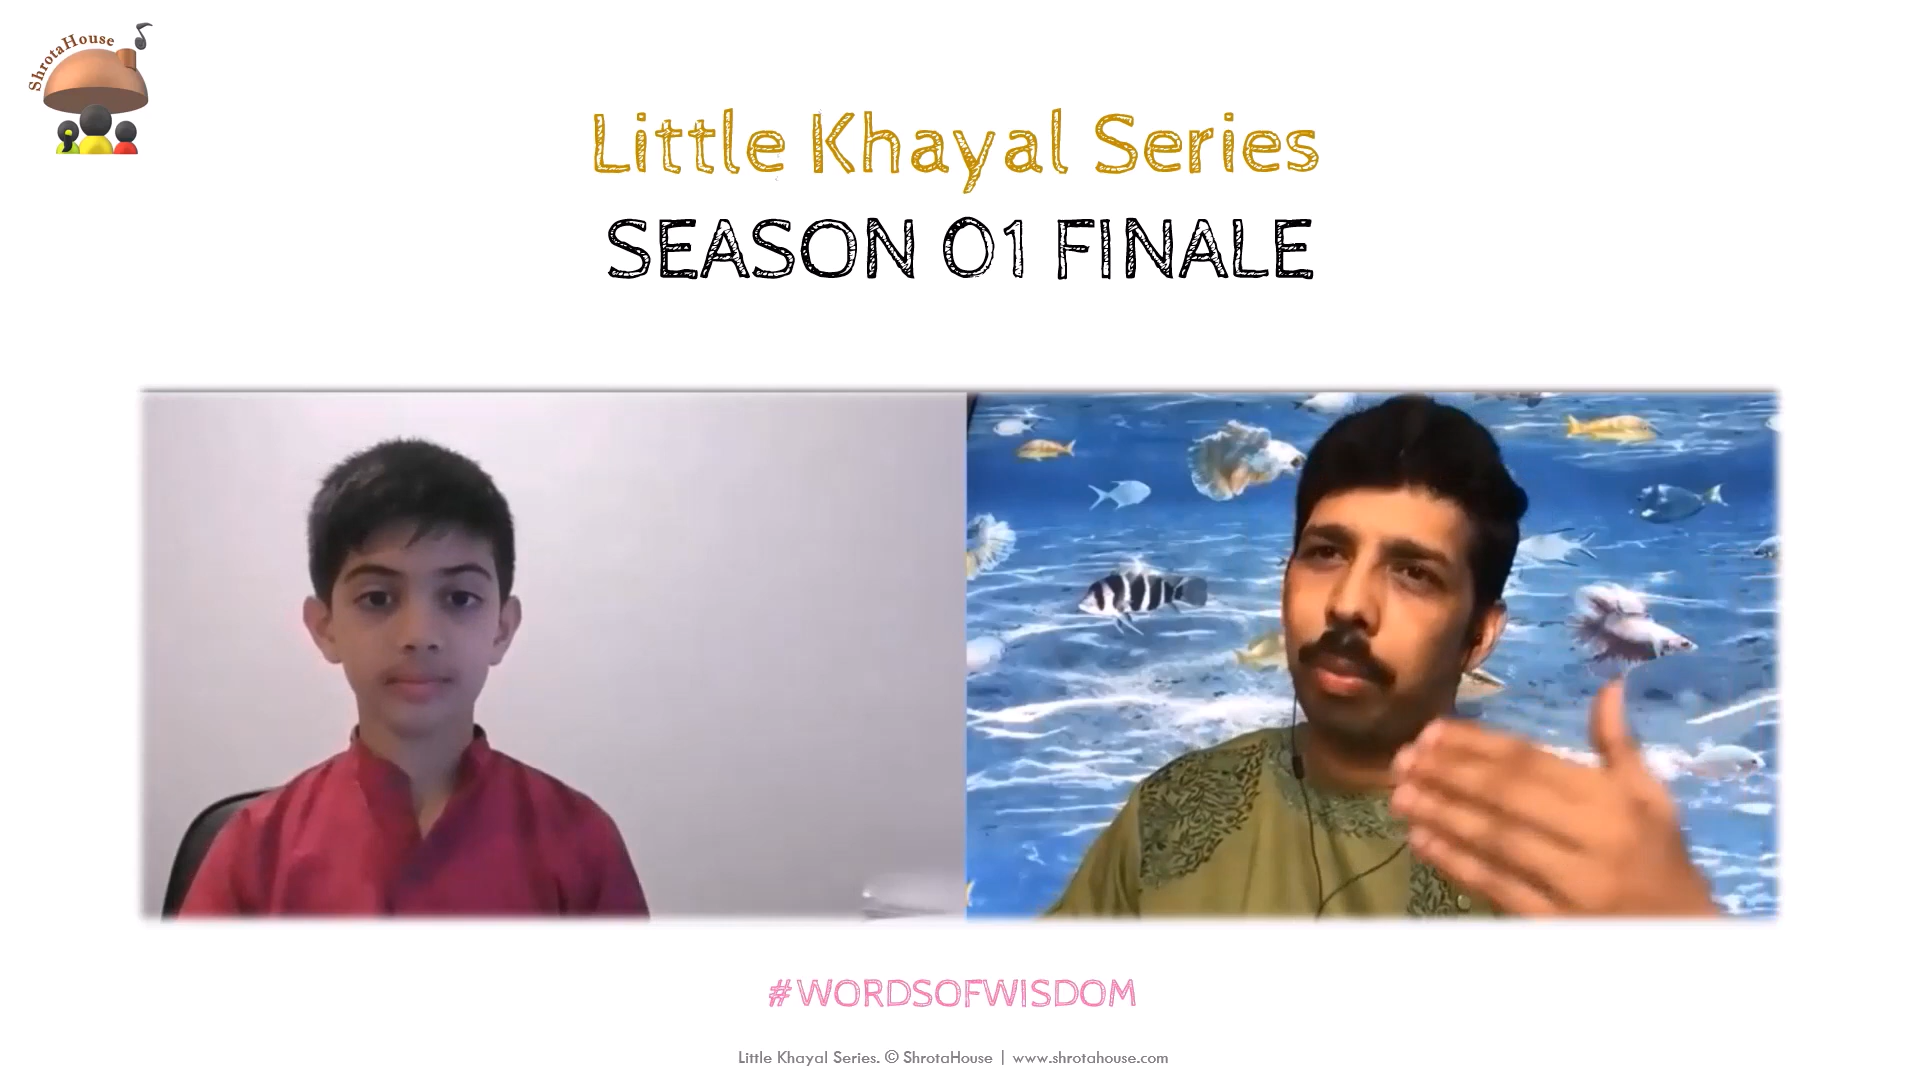 ShrotaHouse
Little Khayal Series
SEASON 01 FINALE
#WORDSOFWISDOM
Little Khayal Series. © ShrotaHouse | www.shrotahouse.com